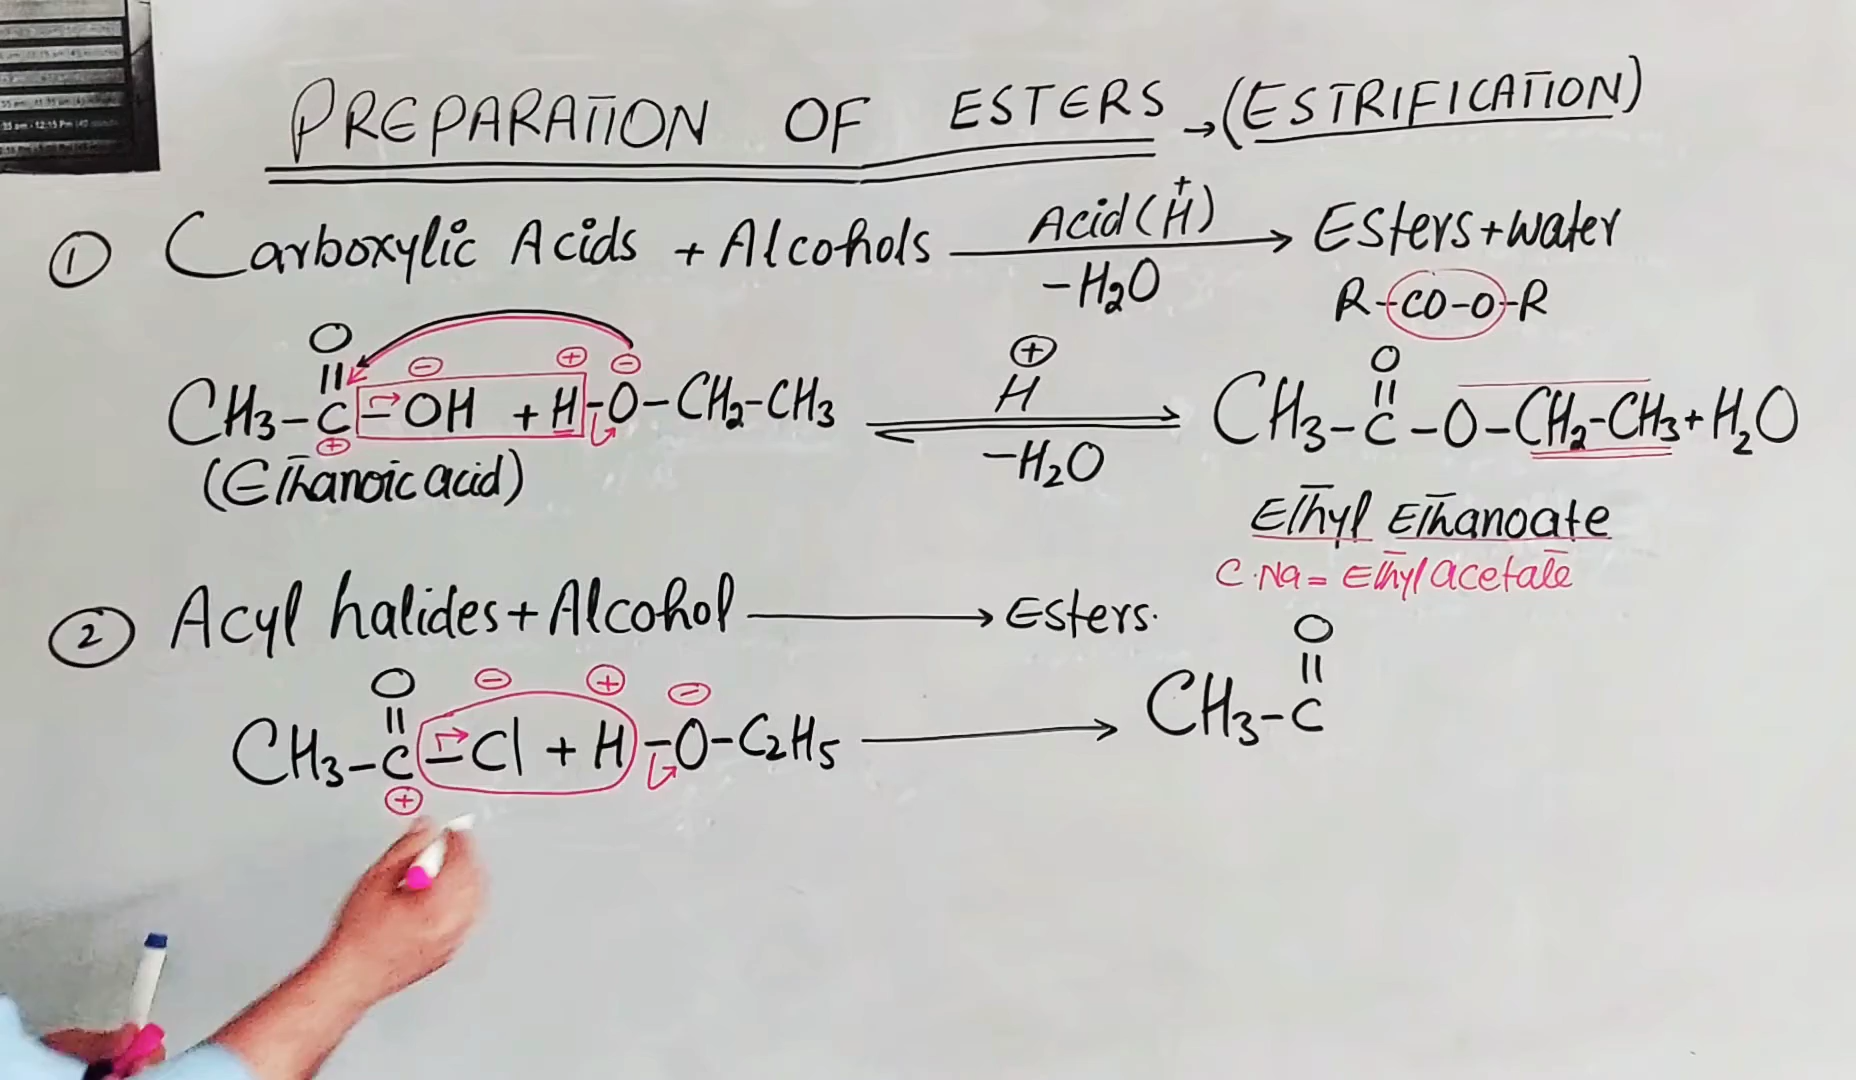 PREPARATION OF ESTERS → (ESTRIFICATION)
① Carboxylic Acids + Alcohols Acid (H⁺) -H₂O → Esters + water
R-CO-O-R
O O
|| ⊖ ⊕ ⊖ ⊕ ||
CH₃-C-OH + H-O-CH₂-CH₃ H -H₂O ⇌ CH₃-C-O-CH₂-CH₃ + H₂O
⊕
(Ethanoic acid)
Ethyl Ethanoate
C.Na = Ethyl acetate
② Acyl halides + Alcohol → Esters.
O ⊖ ⊕ ⊖ O
|| ||
CH₃-C-Cl + H-O-C₂H₅ → CH₃-C
⊕